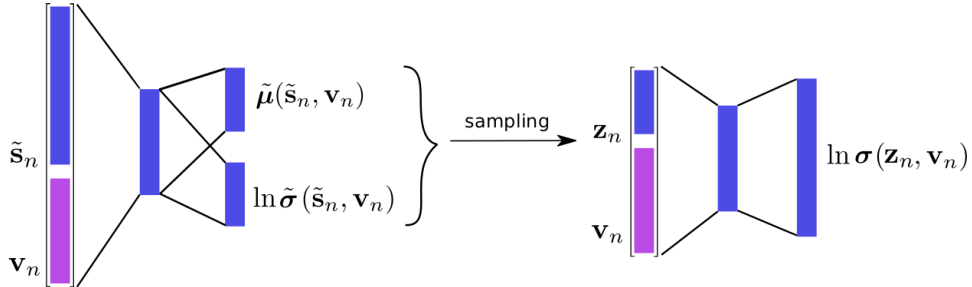 s̃ₙ
vₙ
μ̃(s̃ₙ, vₙ)
ln σ̃(s̃ₙ, vₙ)
sampling
zₙ
vₙ
ln σ(zₙ, vₙ)